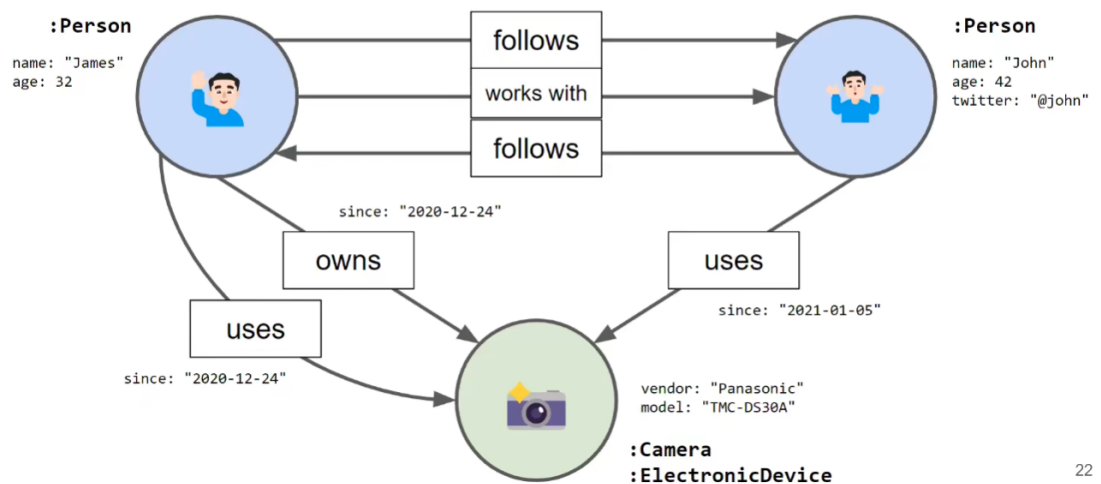 :Person
name: "James"
age: 32
follows
works with
follows
:Person
name: "John"
age: 42
twitter: "@john"
since: "2020-12-24"
owns
uses
since: "2021-01-05"
uses
since: "2020-12-24"
vendor: "Panasonic"
model: "TMC-DS30A"
:Camera
:ElectronicDevice
22